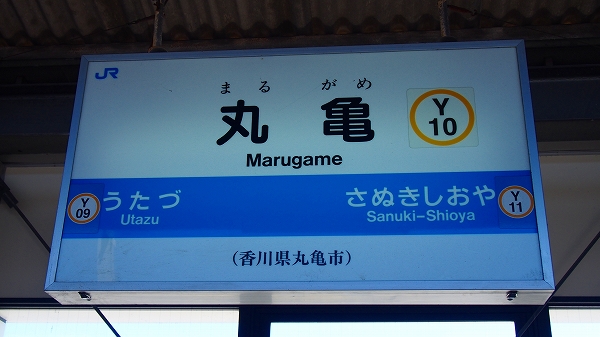 JR
まる がめ
丸亀
Marugame
Y
10
Y
09
うたづ
Utazu
さぬきしおや
Sanuki-Shioya
Y
11
(香川県丸亀市)